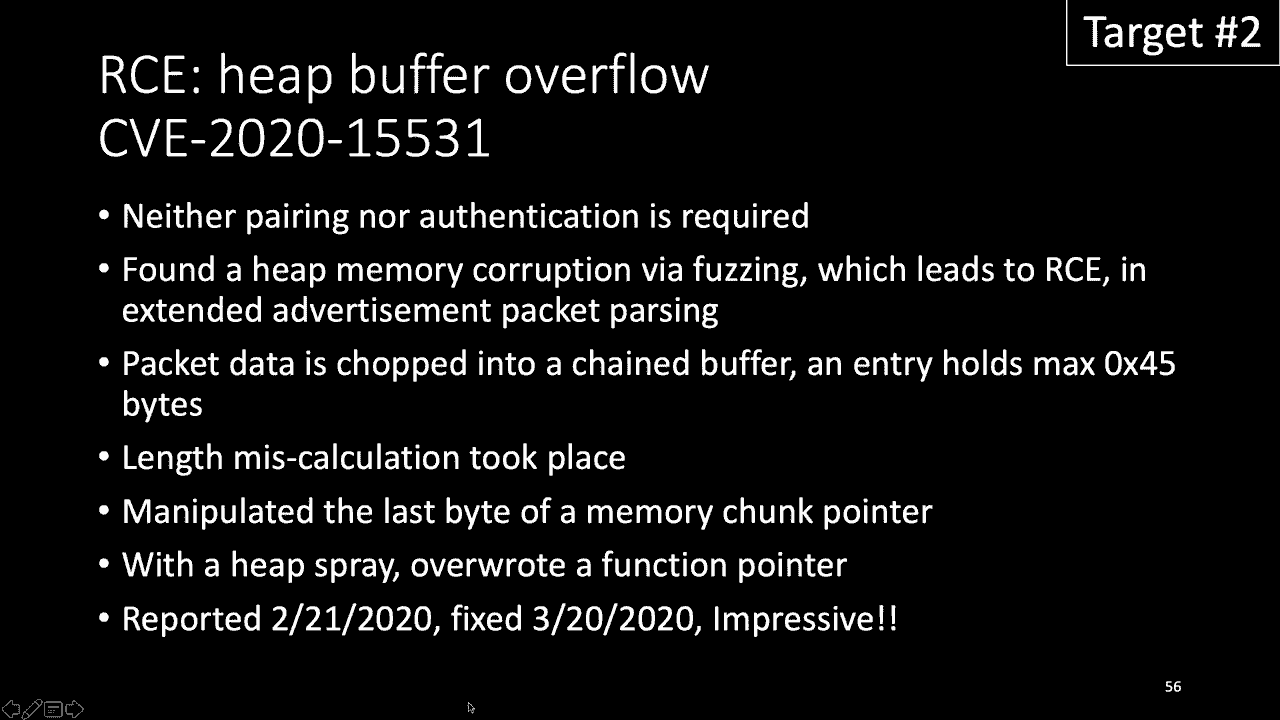 Target #2
RCE: heap buffer overflow
CVE-2020-15531
• Neither pairing nor authentication is required
• Found a heap memory corruption via fuzzing, which leads to RCE, in
extended advertisement packet parsing
• Packet data is chopped into a chained buffer, an entry holds max 0x45
bytes
• Length mis-calculation took place
• Manipulated the last byte of a memory chunk pointer
• With a heap spray, overwrote a function pointer
• Reported 2/21/2020, fixed 3/20/2020, Impressive!!
56